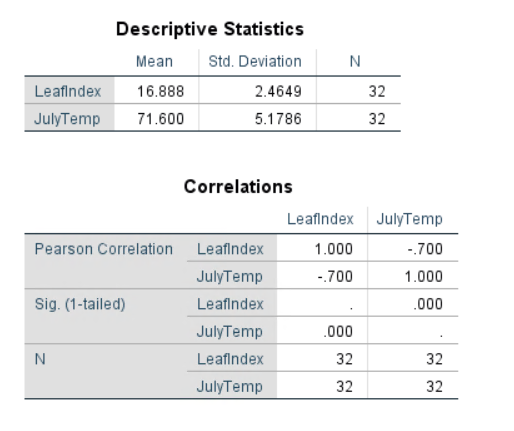 Descriptive Statistics
Mean Std. Deviation N
LeafIndex 16.888 2.4649 32
JulyTemp 71.600 5.1786 32
Correlations
LeafIndex JulyTemp
Pearson Correlation LeafIndex 1.000 -.700
JulyTemp -.700 1.000
Sig. (1-tailed) LeafIndex . .000
JulyTemp .000 .
N LeafIndex 32 32
JulyTemp 32 32